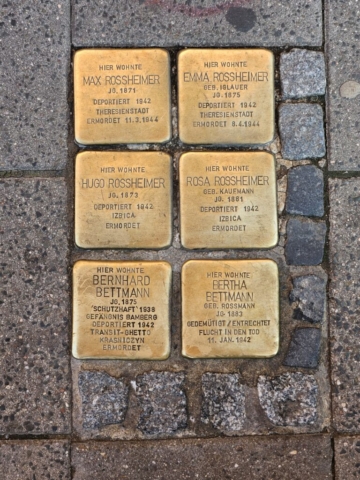 HIER WOHNTE
MAX ROSSHEIMER
JG. 1871
DEPORTIERT 1942
THERESIENSTADT
ERMORDET 11.3.1944
HIER WOHNTE
EMMA ROSSHEIMER
GEB. IGLAUER
JG. 1875
DEPORTIERT 1942
THERESIENSTADT
ERMORDET 8.4.1944
HIER WOHNTE
HUGO ROSSHEIMER
JG. 1873
DEPORTIERT 1942
IZBICA
ERMORDET
HIER WOHNTE
ROSA ROSSHEIMER
GEB. KAUFMANN
JG. 1881
DEPORTIERT 1942
IZBICA
ERMORDET
HIER WOHNTE
BERNHARD
BETTMANN
JG. 1875
'SCHUTZHAFT' 1938
GEFÄNGNIS BAMBERG
DEPORTIERT 1942
TRANSIT-GHETTO
KRASNICZYN
ERMORDET
HIER WOHNTE
BERTHA
BETTMANN
GEB. ROSSMANN
JG. 1883
GEDEMÜTIGT/ENTRECHTET
FLUCHT IN DEN TOD
11. JAN. 1942